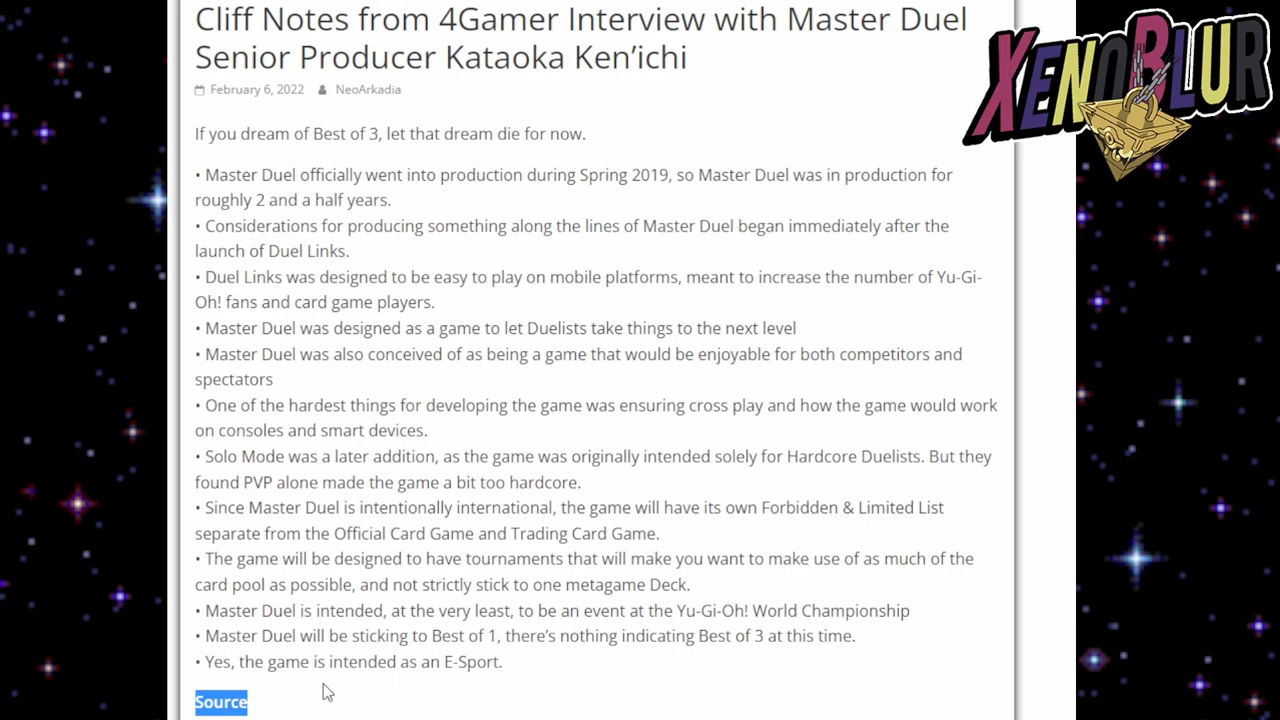 Cliff Notes from 4Gamer Interview with Master Duel
Senior Producer Kataoka Ken’ichi
February 6, 2022 NeoArkadia
XENOBLUR
If you dream of Best of 3, let that dream die for now.
• Master Duel officially went into production during Spring 2019, so Master Duel was in production for
roughly 2 and a half years.
• Considerations for producing something along the lines of Master Duel began immediately after the
launch of Duel Links.
• Duel Links was designed to be easy to play on mobile platforms, meant to increase the number of Yu-Gi-
Oh! fans and card game players.
• Master Duel was designed as a game to let Duelists take things to the next level
• Master Duel was also conceived of as being a game that would be enjoyable for both competitors and
spectators
• One of the hardest things for developing the game was ensuring cross play and how the game would work
on consoles and smart devices.
• Solo Mode was a later addition, as the game was originally intended solely for Hardcore Duelists. But they
found PVP alone made the game a bit too hardcore.
• Since Master Duel is intentionally international, the game will have its own Forbidden & Limited List
separate from the Official Card Game and Trading Card Game.
• The game will be designed to have tournaments that will make you want to make use of as much of the
card pool as possible, and not strictly stick to one metagame Deck.
• Master Duel is intended, at the very least, to be an event at the Yu-Gi-Oh! World Championship
• Master Duel will be sticking to Best of 1, there’s nothing indicating Best of 3 at this time.
• Yes, the game is intended as an E-Sport.
Source